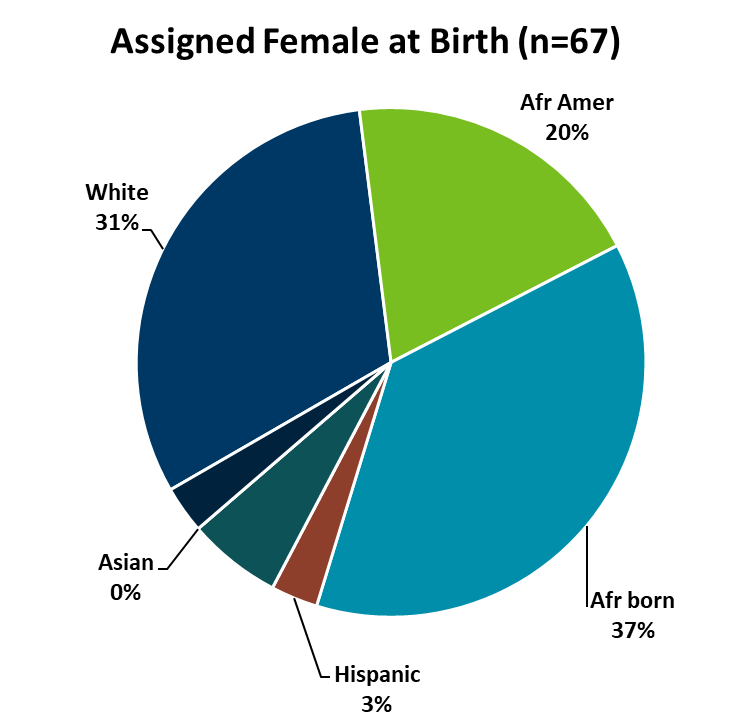 Assigned Female at Birth (n=67)
Afr Amer
20%
White
31%
Asian
0%
Afr born
37%
Hispanic
3%